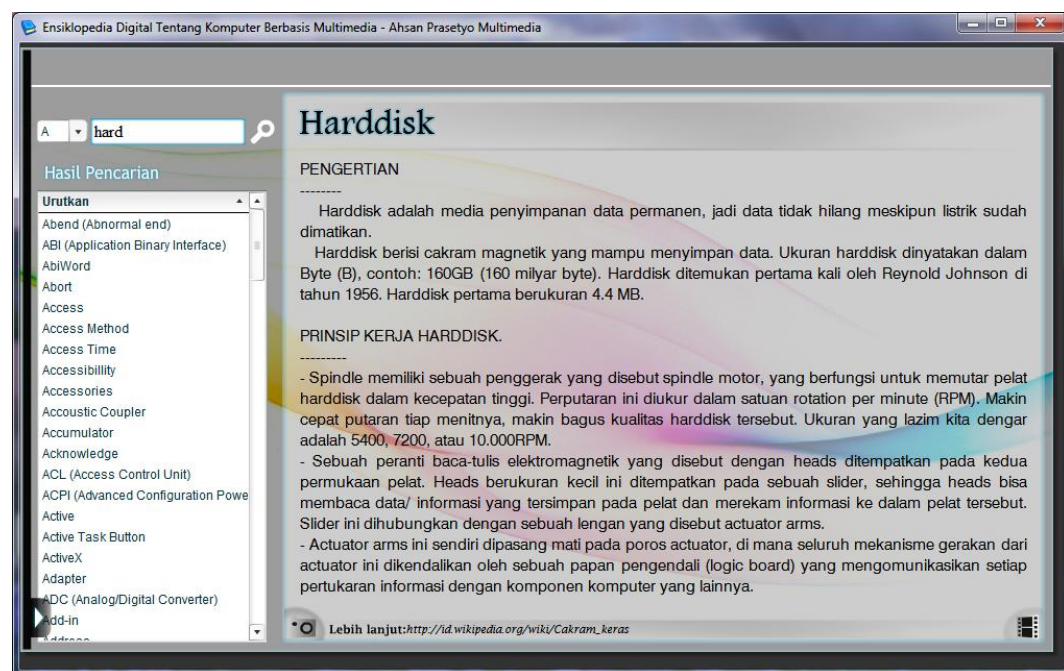 Ensiklopedia Digital Tentang Komputer Berbasis Multimedia - Ahsan Prasetyo Multimedia
A
hard
Hasil Pencarian
Urutkan
Abend (Abnormal end)
ABI (Application Binary Interface)
AbiWord
Abort
Access
Access Method
Access Time
Accessibillity
Accessories
Accoustic Coupler
Accumulator
Acknowledge
ACL (Access Control Unit)
ACPI (Advanced Configuration Powe
Active
Active Task Button
ActiveX
Adapter
ADC (Analog/Digital Converter)
Add-in
Harddisk
PENGERTIAN
--------
Harddisk adalah media penyimpanan data permanen, jadi data tidak hilang meskipun listrik sudah
dimatikan.
Harddisk berisi cakram magnetik yang mampu menyimpan data. Ukuran harddisk dinyatakan dalam
Byte (B), contoh: 160GB (160 milyar byte). Harddisk ditemukan pertama kali oleh Reynold Johnson di
tahun 1956. Harddisk pertama berukuran 4.4 MB.
PRINSIP KERJA HARDDISK.
---------
- Spindle memiliki sebuah penggerak yang disebut spindle motor, yang berfungsi untuk memutar pelat
harddisk dalam kecepatan tinggi. Perputaran ini diukur dalam satuan rotation per minute (RPM). Makin
cepat putaran tiap menitnya, makin bagus kualitas harddisk tersebut. Ukuran yang lazim kita dengar
adalah 5400, 7200, atau 10.000RPM.
- Sebuah peranti baca-tulis elektromagnetik yang disebut dengan heads ditempatkan pada kedua
permukaan pelat. Heads berukuran kecil ini ditempatkan pada sebuah slider, sehingga heads bisa
membaca data/ informasi yang tersimpan pada pelat dan merekam informasi ke dalam pelat tersebut.
Slider ini dihubungkan dengan sebuah lengan yang disebut actuator arms.
- Actuator arms ini sendiri dipasang mati pada poros actuator, di mana seluruh mekanisme gerakan dari
actuator ini dikendalikan oleh sebuah papan pengendali (logic board) yang mengomunikasikan setiap
pertukaran informasi dengan komponen komputer yang lainnya.
Lebih lanjut:http://id.wikipedia.org/wiki/Cakram_keras